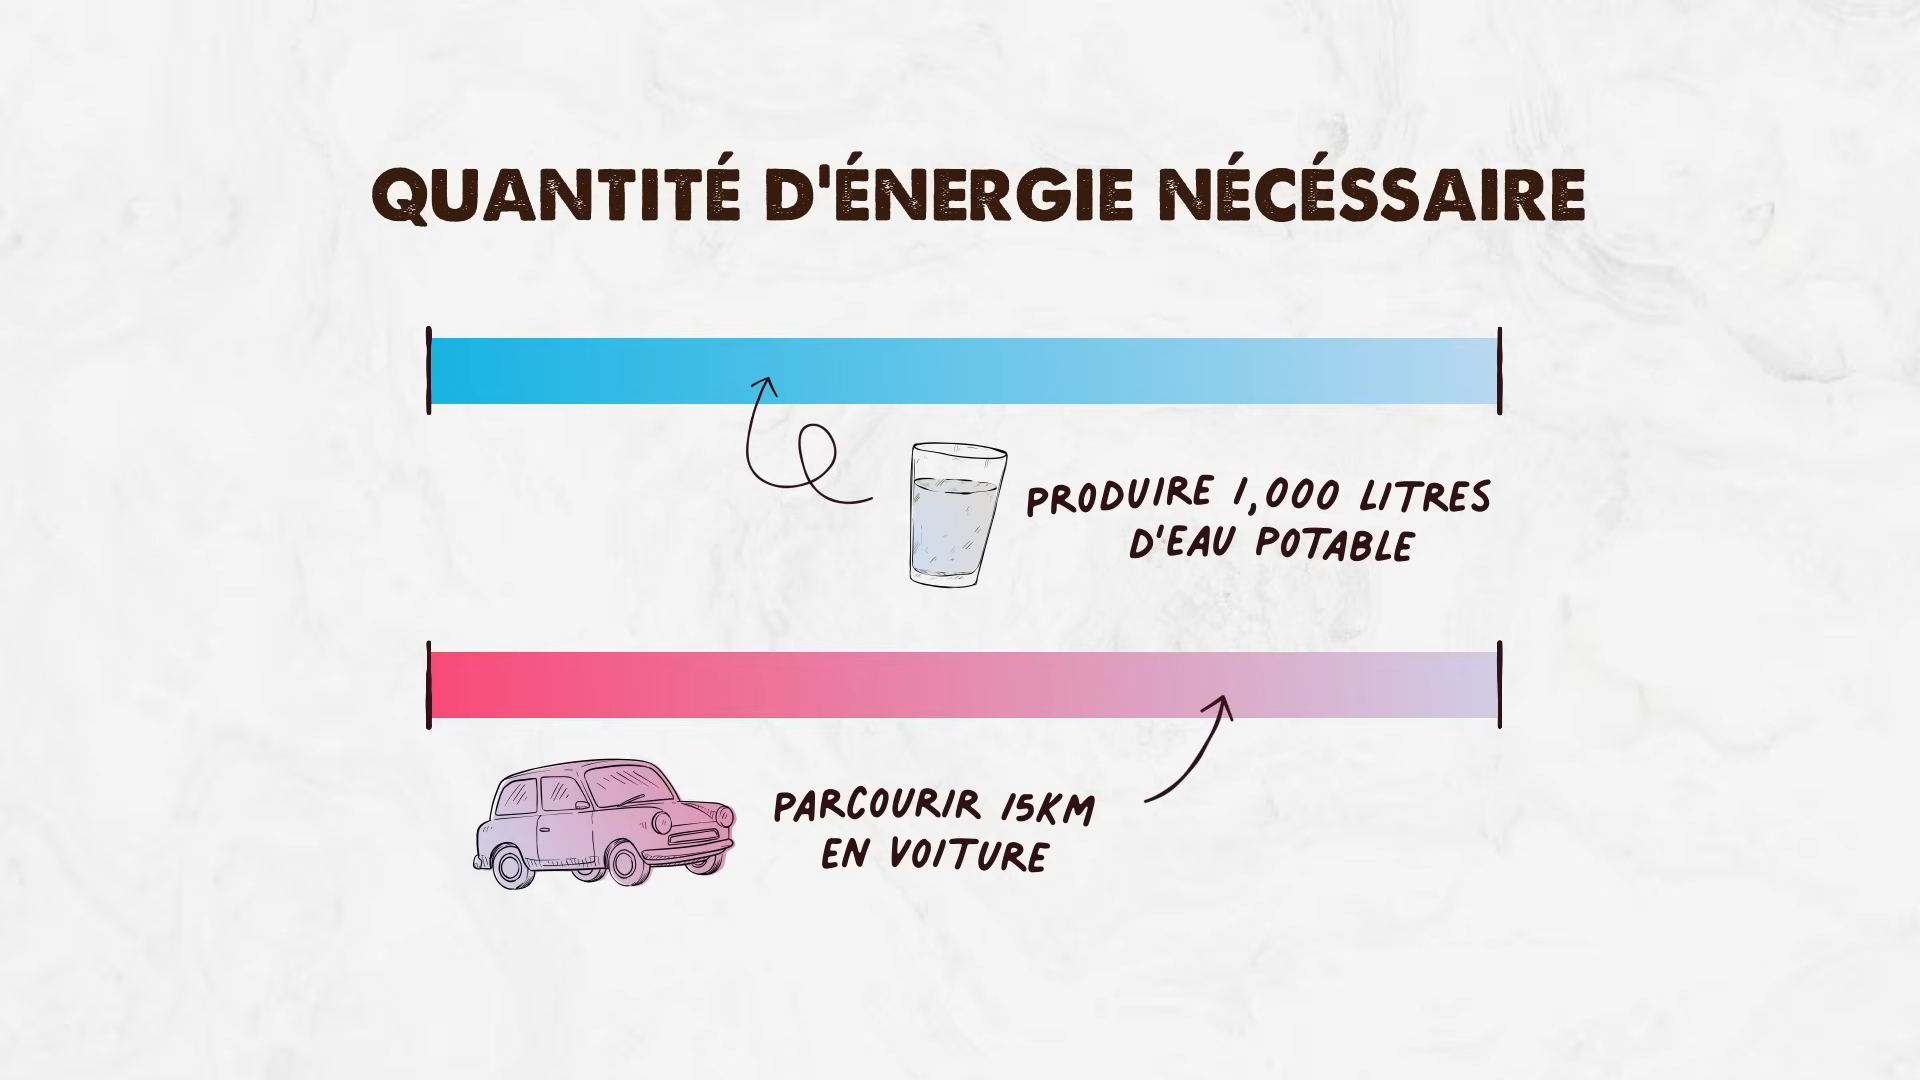 QUANTITÉ D'ÉNERGIE NÉCÉSSAIRE
PRODUIRE 1,000 LITRES
D'EAU POTABLE
PARCOURIR 15KM
EN VOITURE